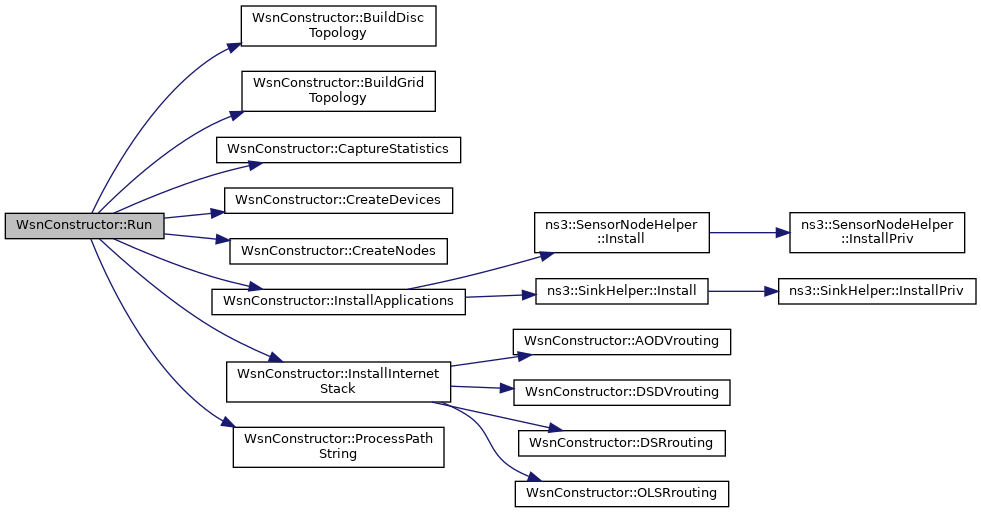 WsnConstructor::Run
WsnConstructor::BuildDisc
Topology
WsnConstructor::BuildGrid
Topology
WsnConstructor::CaptureStatistics
WsnConstructor::CreateDevices
WsnConstructor::CreateNodes
WsnConstructor::InstallApplications
ns3::SensorNodeHelper
::Install
ns3::SensorNodeHelper
::InstallPriv
ns3::SinkHelper::Install
ns3::SinkHelper::InstallPriv
WsnConstructor::InstallInternet
Stack
WsnConstructor::AODVrouting
WsnConstructor::DSDVrouting
WsnConstructor::DSRrouting
WsnConstructor::OLSRrouting
WsnConstructor::ProcessPath
String